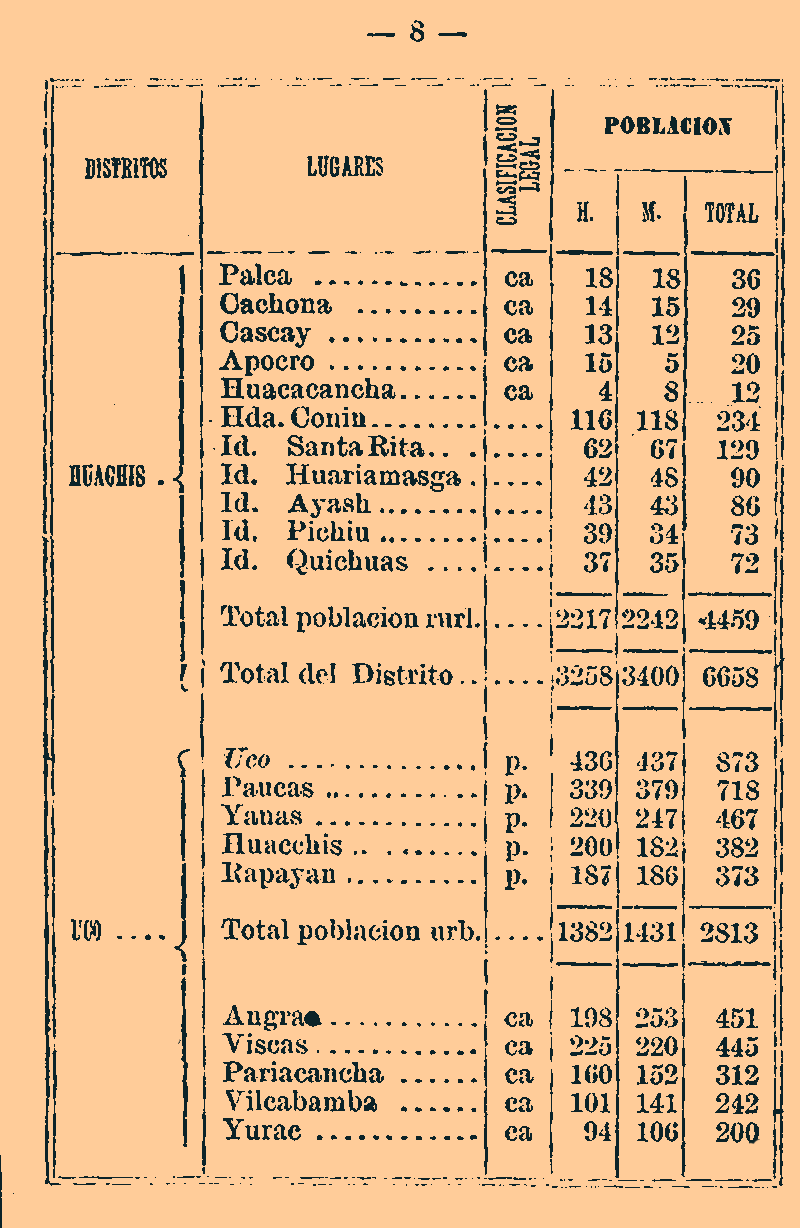 — 8 —
DISTRITOS LUGARES CLASIFICACION LEGAL POBLACION
H. M. TOTAL
Palca ............ ca 18 18 36
Cachona ......... ca 14 15 29
Cascay ........... ca 13 12 25
Apocro ........... ca 15 5 20
Huacacancha...... ca 4 8 12
Hda. Conin............ 116 118 234
Id. Santa Rita........ 62 67 129
HUACHIS . Id. Huariamasga ..... 42 48 90
Id. Ayash ............ 43 43 86
Id. Pichiu ............ 39 34 73
Id. Quichuas ........ 37 35 72
Total poblacion rurl. .... 2217 2242 4459
Total del Distrito ...... 3258 3400 6658
Uco .............. p. 436 437 873
Paucas ........... p. 339 379 718
Yanas ............ p. 220 247 467
Huacchis ......... p. 200 182 382
Rapayan .......... p. 187 186 373
UCO .... Total poblacion urb. .... 1382 1431 2813
Angra........... ca 198 253 451
Viscas............ ca 225 220 445
Pariacancha ...... ca 160 152 312
Vilcabamba ...... ca 101 141 242
Yurac ............ ca 94 106 200